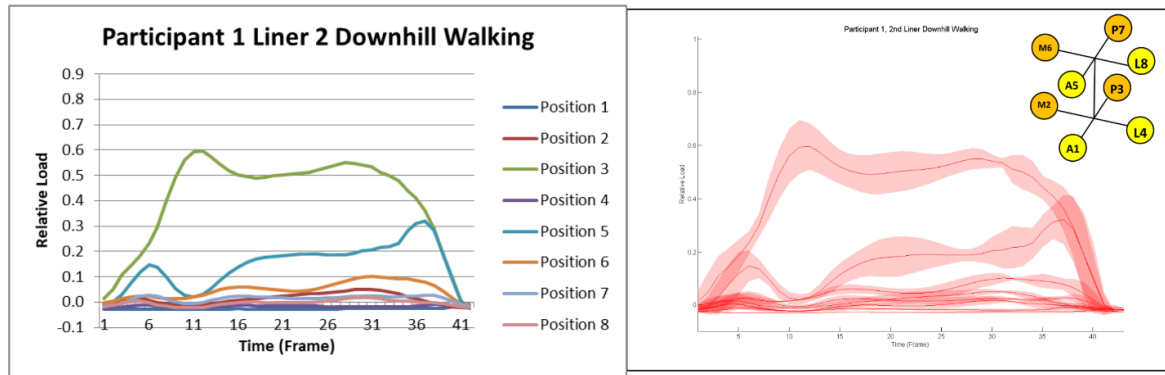 Participant 1 Liner 2 Downhill Walking
0.9
0.8
0.7
0.6
0.5
0.4
0.3
0.2
0.1
0.0
-0.1
1 6 11 16 21 26 31 36 41
Relative Load
Time (Frame)
Position 1
Position 2
Position 3
Position 4
Position 5
Position 6
Position 7
Position 8
Participant 1, 2nd Liner Downhill Walking
1
0.8
0.6
0.4
0.2
0
5 10 15 20 25 30 35 40
Relative Load
Time (Frame)
P7
M6
L8
A5
P3
M2
L4
A1